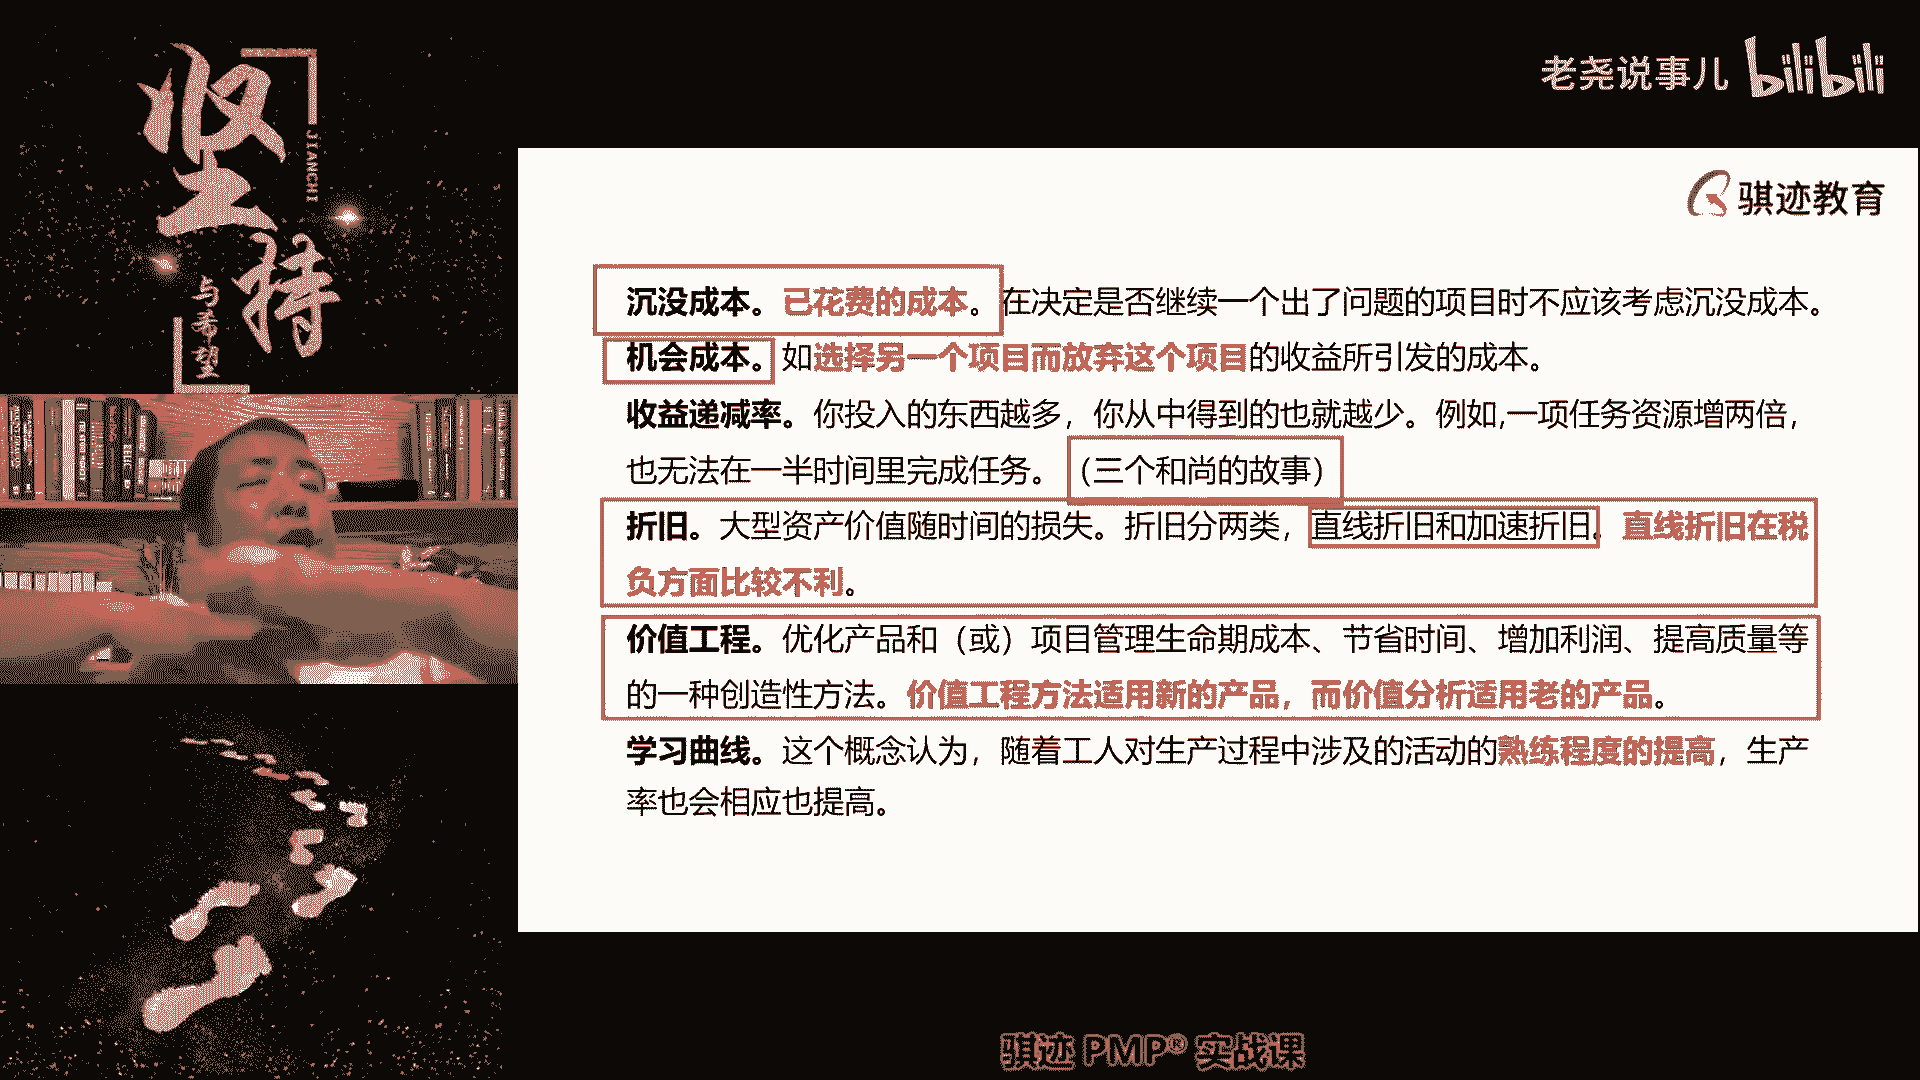 坚持
JIANCHI
与希望
老尧说事儿 bilibili
骐迹教育
沉没成本。已花费的成本。在决定是否继续一个出了问题的项目时不应该考虑沉没成本。
机会成本。如选择另一个项目而放弃这个项目的收益所引发的成本。
收益递减率。你投入的东西越多，你从中得到的也就越少。例如,一项任务资源增两倍，
也无法在一半时间里完成任务。（三个和尚的故事）
折旧。大型资产价值随时间的损失。折旧分两类，直线折旧和加速折旧。直线折旧在税
负方面比较不利。
价值工程。优化产品和（或）项目管理生命期成本、节省时间、增加利润、提高质量等
的一种创造性方法。价值工程方法适用新的产品，而价值分析适用老的产品。
学习曲线。这个概念认为，随着工人对生产过程中涉及的活动的熟练程度的提高，生产
率也会相应也提高。
骐迹 PMP® 实战课